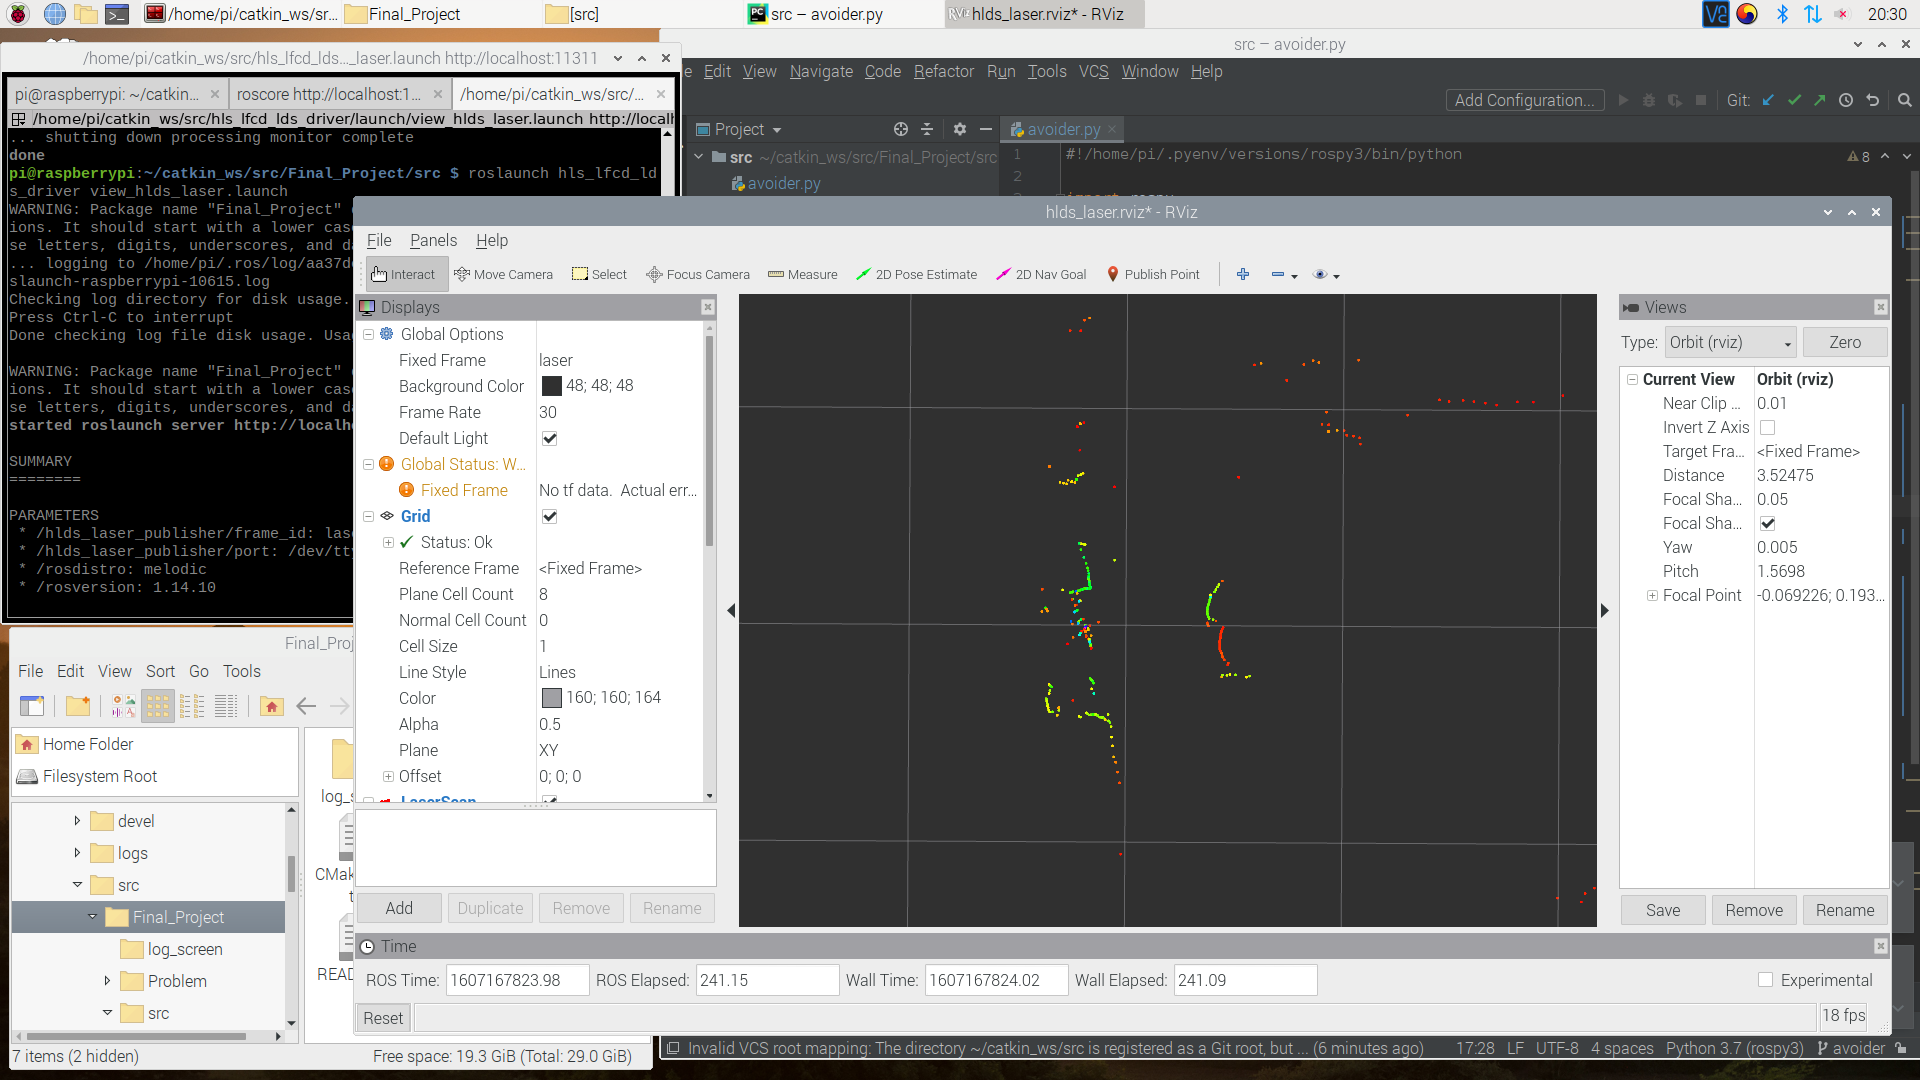 /home/pi/catkin_ws/sr...
Final_Project
[src]
src – avoider.py
hlds_laser.rviz* - RViz
20:30
/home/pi/catkin_ws/src/hls_lfcd_lds..._laser.launch http://localhost:11311
src – avoider.py
pi@raspberrypi: ~/catkin...
roscore http://localhost:1...
/home/pi/catkin_ws/src/...
/home/pi/catkin_ws/src/hls_lfcd_lds_driver/launch/view_hlds_laser.launch http://local
... shutting down processing monitor complete
done
pi@raspberrypi:~/catkin_ws/src/Final_Project/src $ roslaunch hls_lfcd_ld
s_driver view_hlds_laser.launch
WARNING: Package name "Final_Project"
ions. It should start with a lower cas
se letters, digits, underscores, and d
... logging to /home/pi/.ros/log/aa37d
slaunch-raspberrypi-10615.log
Checking log directory for disk usage.
Press Ctrl-C to interrupt
Done checking log file disk usage. Usa
WARNING: Package name "Final_Project"
ions. It should start with a lower cas
se letters, digits, underscores, and d
started roslaunch server http://localh
SUMMARY
========
PARAMETERS
* /hlds_laser_publisher/frame_id: las
* /hlds_laser_publisher/port: /dev/tt
* /rosdistro: melodic
* /rosversion: 1.14.10
e Edit View Navigate Code Refactor Run Tools VCS Window Help
Add Configuration...
Git:
Project
avoider.py
src ~/catkin_ws/src/Final_Project/src
avoider.py
1 #!/home/pi/.pyenv/versions/rospy3/bin/python
2
8
hlds_laser.rviz* - RViz
File Panels Help
Interact
Move Camera
Select
Focus Camera
Measure
2D Pose Estimate
2D Nav Goal
Publish Point
Displays
Global Options
Fixed Frame laser
Background Color 48; 48; 48
Frame Rate 30
Default Light
Global Status: W...
Fixed Frame No tf data. Actual err...
Grid
Status: Ok
Reference Frame <Fixed Frame>
Plane Cell Count 8
Normal Cell Count 0
Cell Size 1
Line Style Lines
Color 160; 160; 164
Alpha 0.5
Plane XY
Offset 0; 0; 0
LaserScan
Add Duplicate Remove Rename
Views
Type: Orbit (rviz) Zero
Current View Orbit (rviz)
Near Clip ... 0.01
Invert Z Axis
Target Fra... <Fixed Frame>
Distance 3.52475
Focal Sha... 0.05
Focal Sha...
Yaw 0.005
Pitch 1.5698
Focal Point -0.069226; 0.193...
Save Remove Rename
Time
ROS Time: 1607167823.98 ROS Elapsed: 241.15 Wall Time: 1607167824.02 Wall Elapsed: 241.09 Experimental
Reset
18 fps
Final_Proj
File Edit View Sort Go Tools
Home Folder
Filesystem Root
devel
logs
src
Final_Project
log_screen
Problem
src
log_s
CMak
t
READ
7 items (2 hidden)
Free space: 19.3 GiB (Total: 29.0 GiB)
Invalid VCS root mapping: The directory ~/catkin_ws/src is registered as a Git root, but ... (6 minutes ago)
17:28 LF UTF-8 4 spaces Python 3.7 (rospy3) avoider